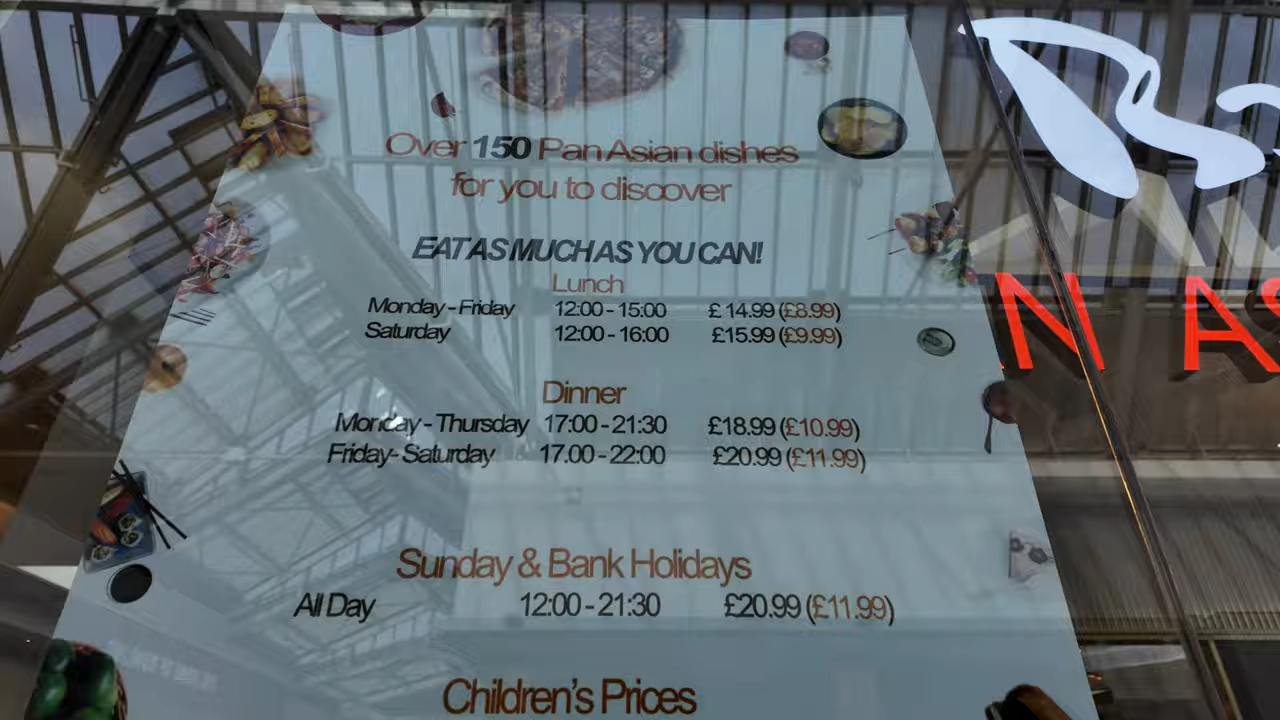 Over 150 Pan Asian dishes
for you to discover
EAT AS MUCH AS YOU CAN!
Lunch
Monday - Friday 12:00 - 15:00 £ 14.99 (£8.99)
Saturday 12:00 - 16:00 £15.99 (£9.99)
Dinner
Monday - Thursday 17:00 - 21:30 £18.99 (£10.99)
Friday- Saturday 17.00 - 22:00 £20.99 (£11.99)
Sunday & Bank Holidays
All Day 12:00 - 21:30 £20.99 (£11.99)
Children's Prices
N AS